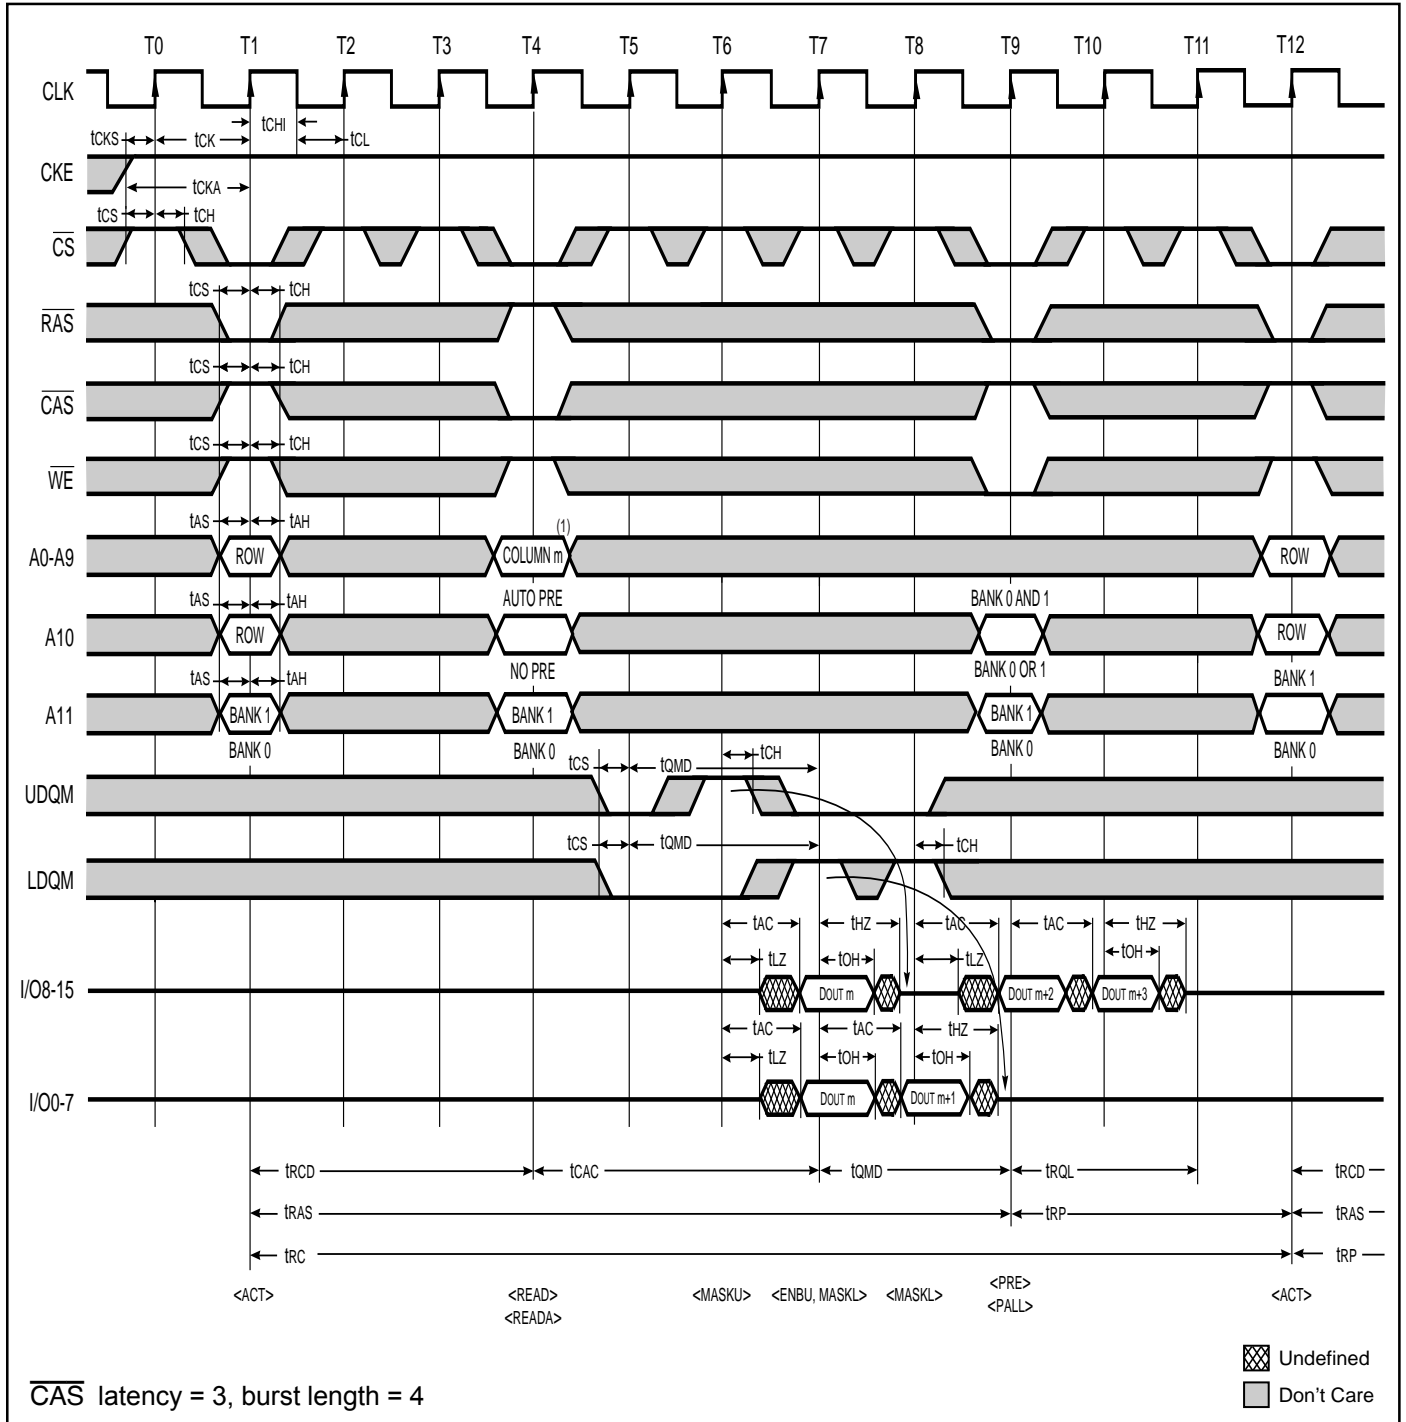 T0 T1 T2 T3 T4 T5 T6 T7 T8 T9 T10 T11 T12
CLK
tCHI
tCKS tCK tCL
CKE
tCKA
tCS tCH
CS
tCS tCH
RAS
tCS tCH
CAS
tCS tCH
WE
tAS tAH (1)
A0-A9 ROW COLUMN m ROW
tAS tAH AUTO PRE BANK 0 AND 1
A10 ROW ROW
tAS tAH NO PRE BANK 0 OR 1 BANK 1
A11 BANK 1 BANK 1 BANK 1
BANK 0 BANK 0 BANK 0 BANK 0
tCS tQMD tCH
UDQM
tCS tQMD tCH
LDQM
tAC tHZ tAC tAC tHZ
tLZ tOH tLZ tOH
I/O8-15 DOUT m DOUT m+2 DOUT m+3
tAC tAC tHZ
tLZ tOH tOH
I/O0-7 DOUT m DOUT m+1
tRCD tCAC tQMD tRQL tRCD
tRAS tRP tRAS
tRC tRP
<ACT> <READ> <MASKU> <ENBU, MASKL> <MASKL> <PRE> <ACT>
<READA> <PALL>
Undefined
Don't Care
CAS latency = 3, burst length = 4